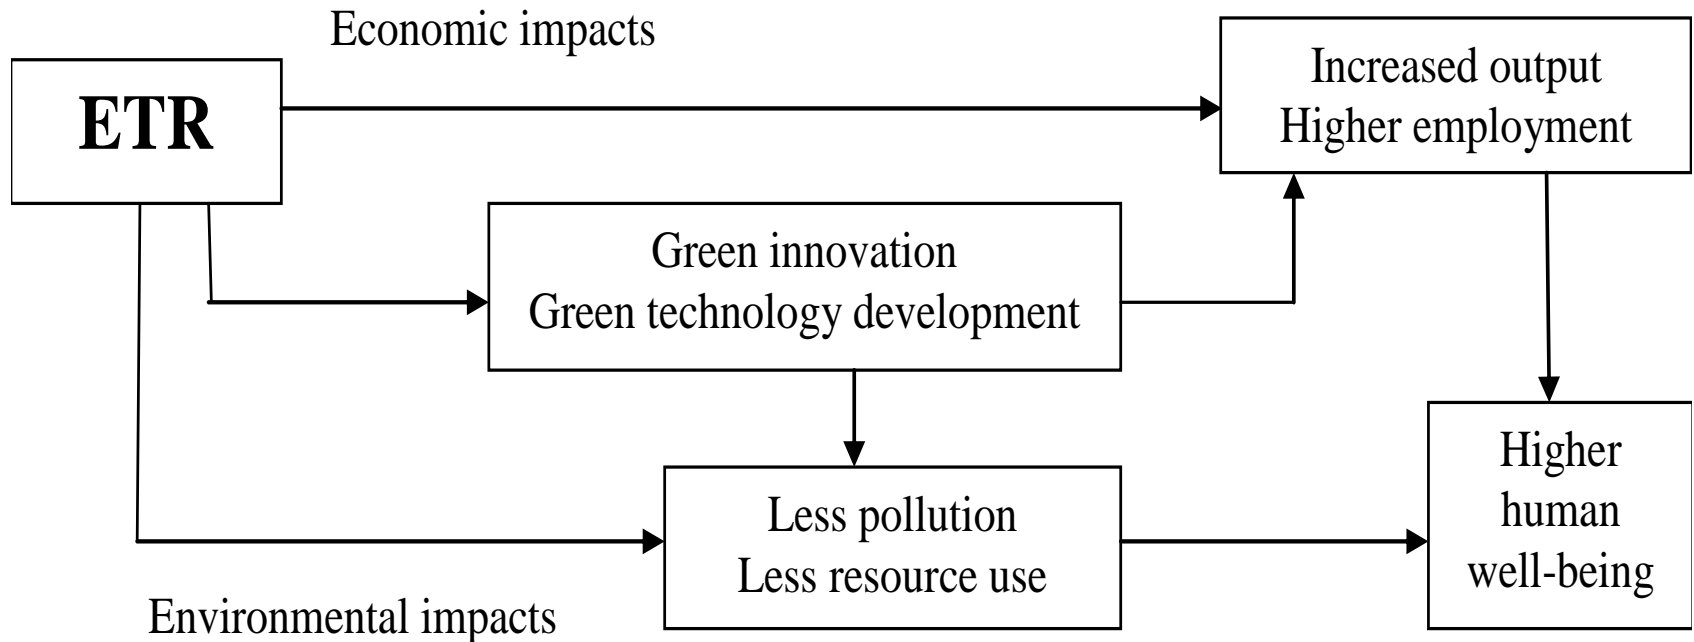 Economic impacts
ETR
Increased output
Higher employment
Green innovation
Green technology development
Less pollution
Less resource use
Higher
human
well-being
Environmental impacts